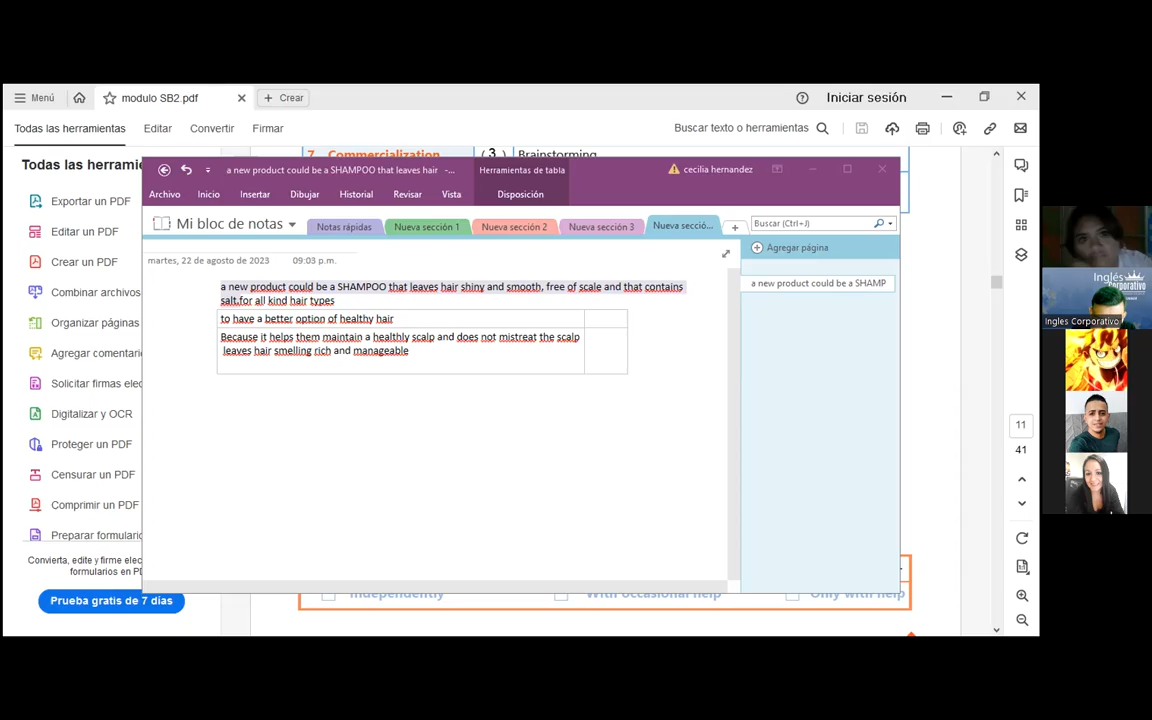 Menú
modulo SB2.pdf
Crear
Iniciar sesión
Todas las herramientas
Editar
Convertir
Firmar
Buscar texto o herramientas
Todas las herramie
7 Commercialization
( 3 )
Brainstorming
a new product could be a SHAMPOO that leaves hair -...
Herramientas de tabla
cecilia hernandez
Archivo
Inicio
Insertar
Dibujar
Historial
Revisar
Vista
Disposición
Exportar un PDF
Editar un PDF
Crear un PDF
Combinar archivos
Organizar páginas
Agregar comentari
Solicitar firmas elec
Digitalizar y OCR
Proteger un PDF
Censurar un PDF
Comprimir un PDF
Preparar formulario
Mi bloc de notas
Notas rápidas
Nueva sección 1
Nueva sección 2
Nueva sección 3
Nueva secció...
Buscar (Ctrl+J)
Agregar página
martes, 22 de agosto de 2023
09:03 p.m.
a new product could be a SHAMP
a new product could be a SHAMPOO that leaves hair shiny and smooth, free of scale and that contains
salt,for all kind hair types
to have a better option of healthy hair
Because it helps them maintain a healthly scalp and does not mistreat the scalp
leaves hair smelling rich and manageable
Convierta, edite y firme elec
formularios en PD
Prueba gratis de 7 días
Independently
With occasional help
Only with help
11
41
Inglés
Corporativo
Ingles Corporativo